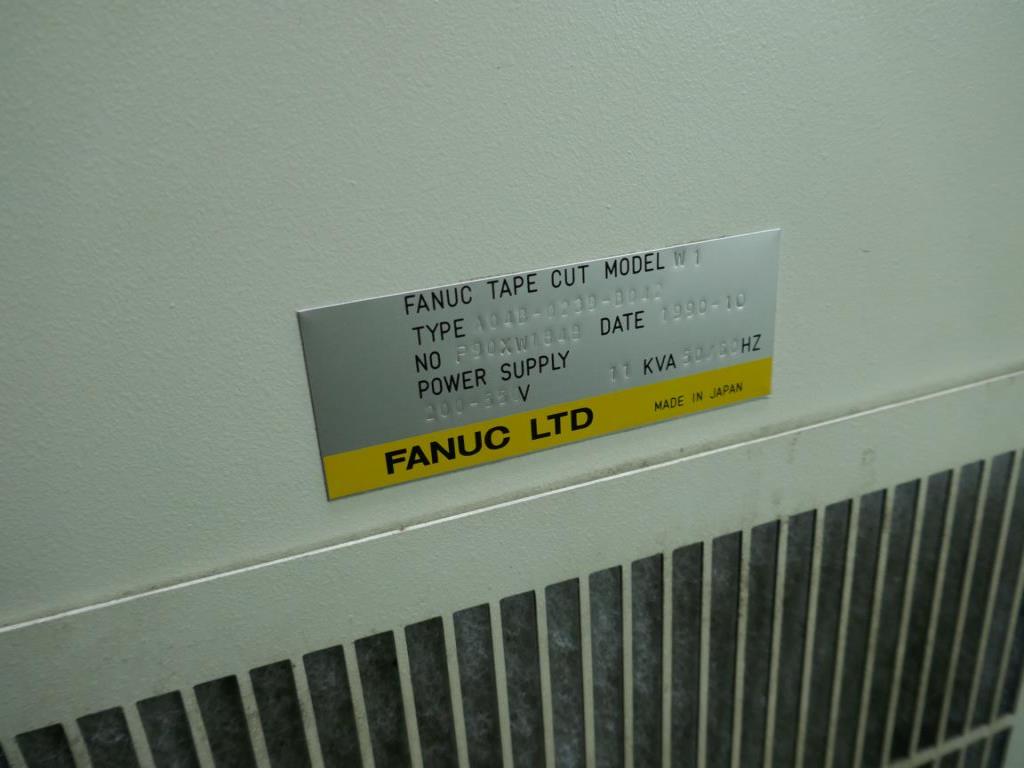 FANUC TAPE CUT MODEL W1
TYPE
NO DATE 1990-10
POWER SUPPLY
V 11 KVA 50/60HZ
FANUC LTD MADE IN JAPAN